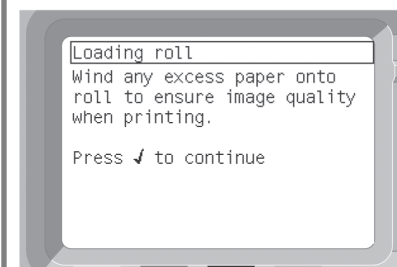 Loading roll
Wind any excess paper onto
roll to ensure image quality
when printing.
Press √ to continue